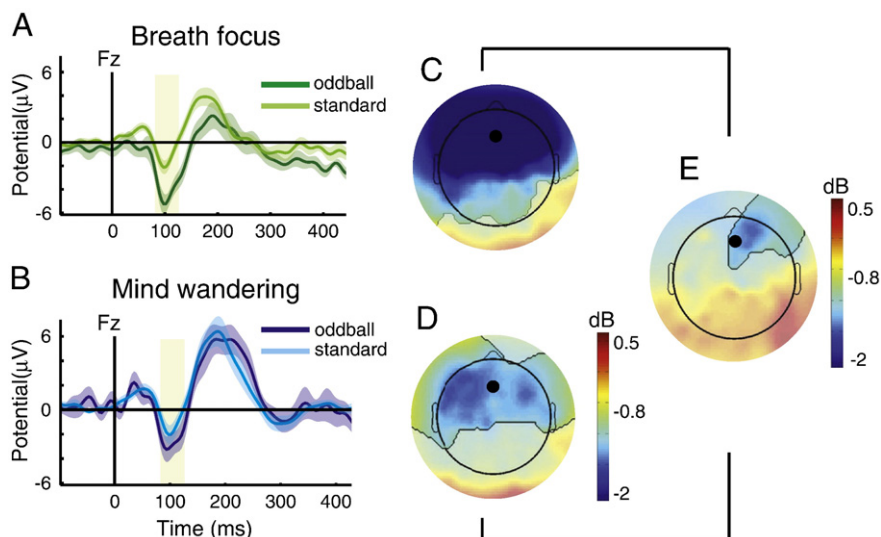 A
Breath focus
Fz
oddball
standard
Potential(μV)
6
0
-6
0 100 200 300 400
B
Mind wandering
Fz
oddball
standard
Potential(μV)
6
0
-6
0 100 200 300 400
Time (ms)
C
D
dB
0.5
-0.8
-2
E
dB
0.5
-0.8
-2